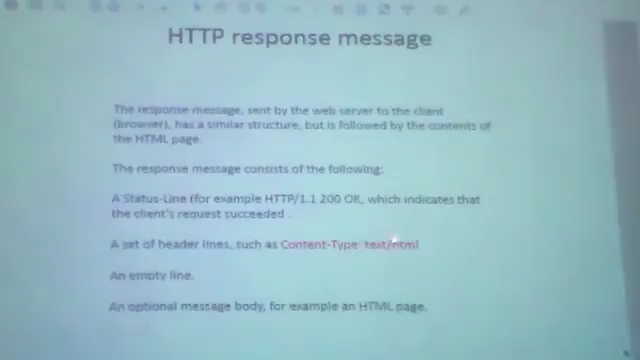 HTTP response message
The response message, sent by the web server to the client
(browser), has a similar structure, but is followed by the contents of
the HTML page.
The response message consists of the following:
A Status-Line (for example HTTP/1.1 200 OK, which indicates that
the client's request succeeded .
A set of header lines, such as Content-Type: text/html
An empty line.
An optional message body, for example an HTML page.